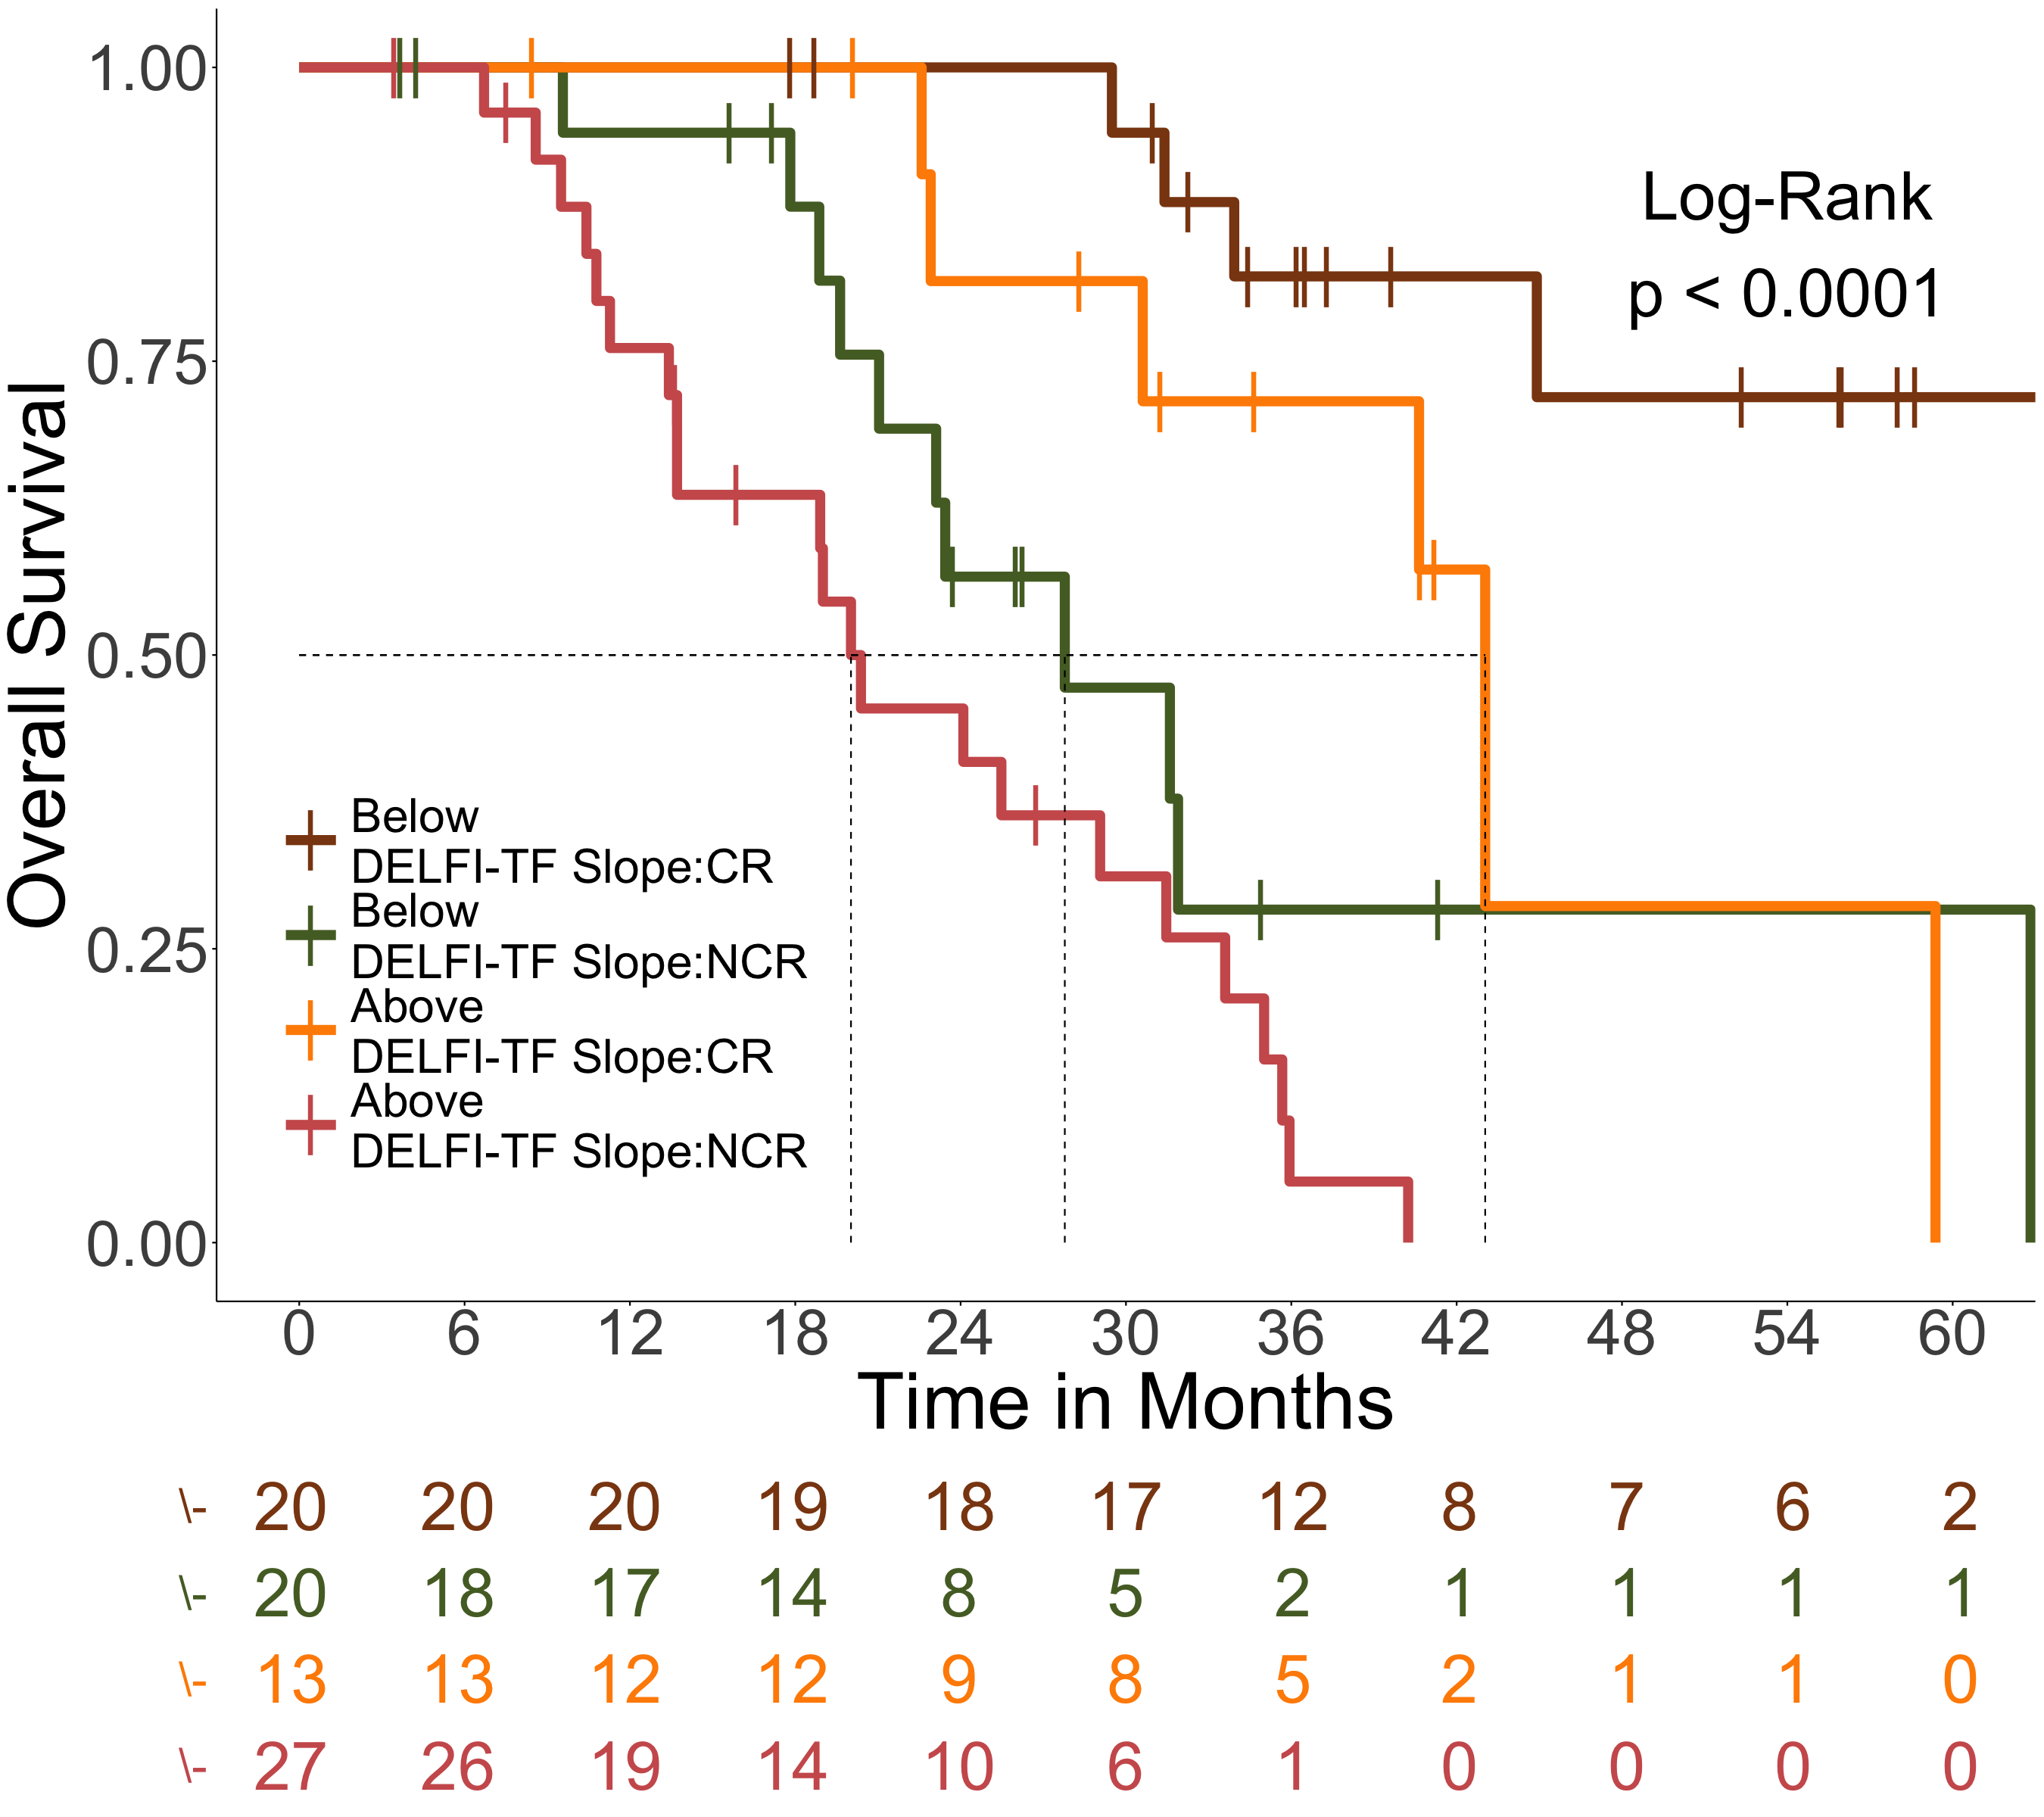 1.00
0.75
0.50
0.25
0.00
Overall Survival
Log-Rank
p < 0.0001
Below
DELFI-TF Slope:CR
Below
DELFI-TF Slope:NCR
Above
DELFI-TF Slope:CR
Above
DELFI-TF Slope:NCR
0 6 12 18 24 30 36 42 48 54 60
Time in Months
\- 20 20 20 19 18 17 12 8 7 6 2
\- 20 18 17 14 8 5 2 1 1 1 1
\- 13 13 12 12 9 8 5 2 1 1 0
\- 27 26 19 14 10 6 1 0 0 0 0